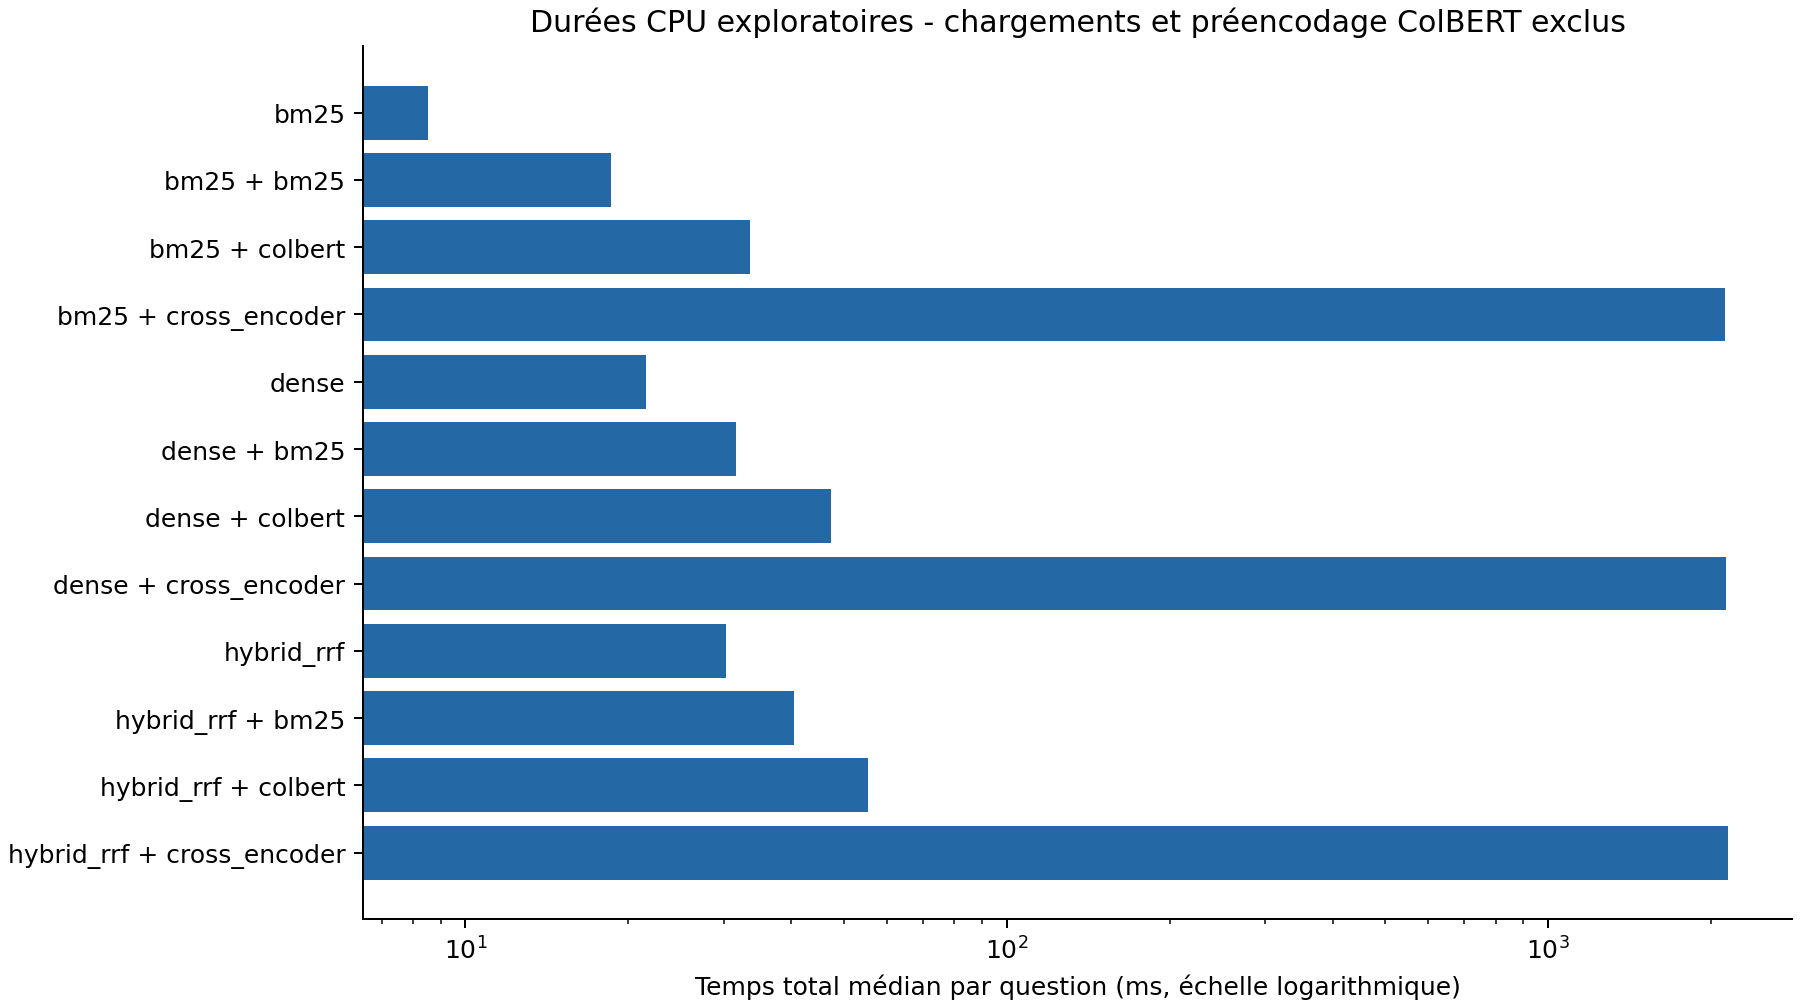 Durées CPU exploratoires - chargements et préencodage ColBERT exclus
bm25
bm25 + bm25
bm25 + colbert
bm25 + cross_encoder
dense
dense + bm25
dense + colbert
dense + cross_encoder
hybrid_rrf
hybrid_rrf + bm25
hybrid_rrf + colbert
hybrid_rrf + cross_encoder
10¹ 10² 10³
Temps total médian par question (ms, échelle logarithmique)